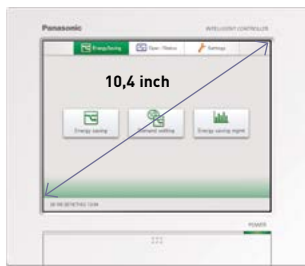 Panasonic INTELLIGENT CONTROLLER
Energy Saving Oper./Status Settings
10,4 inch
Energy saving Demand setting Energy saving mgmt
POWER